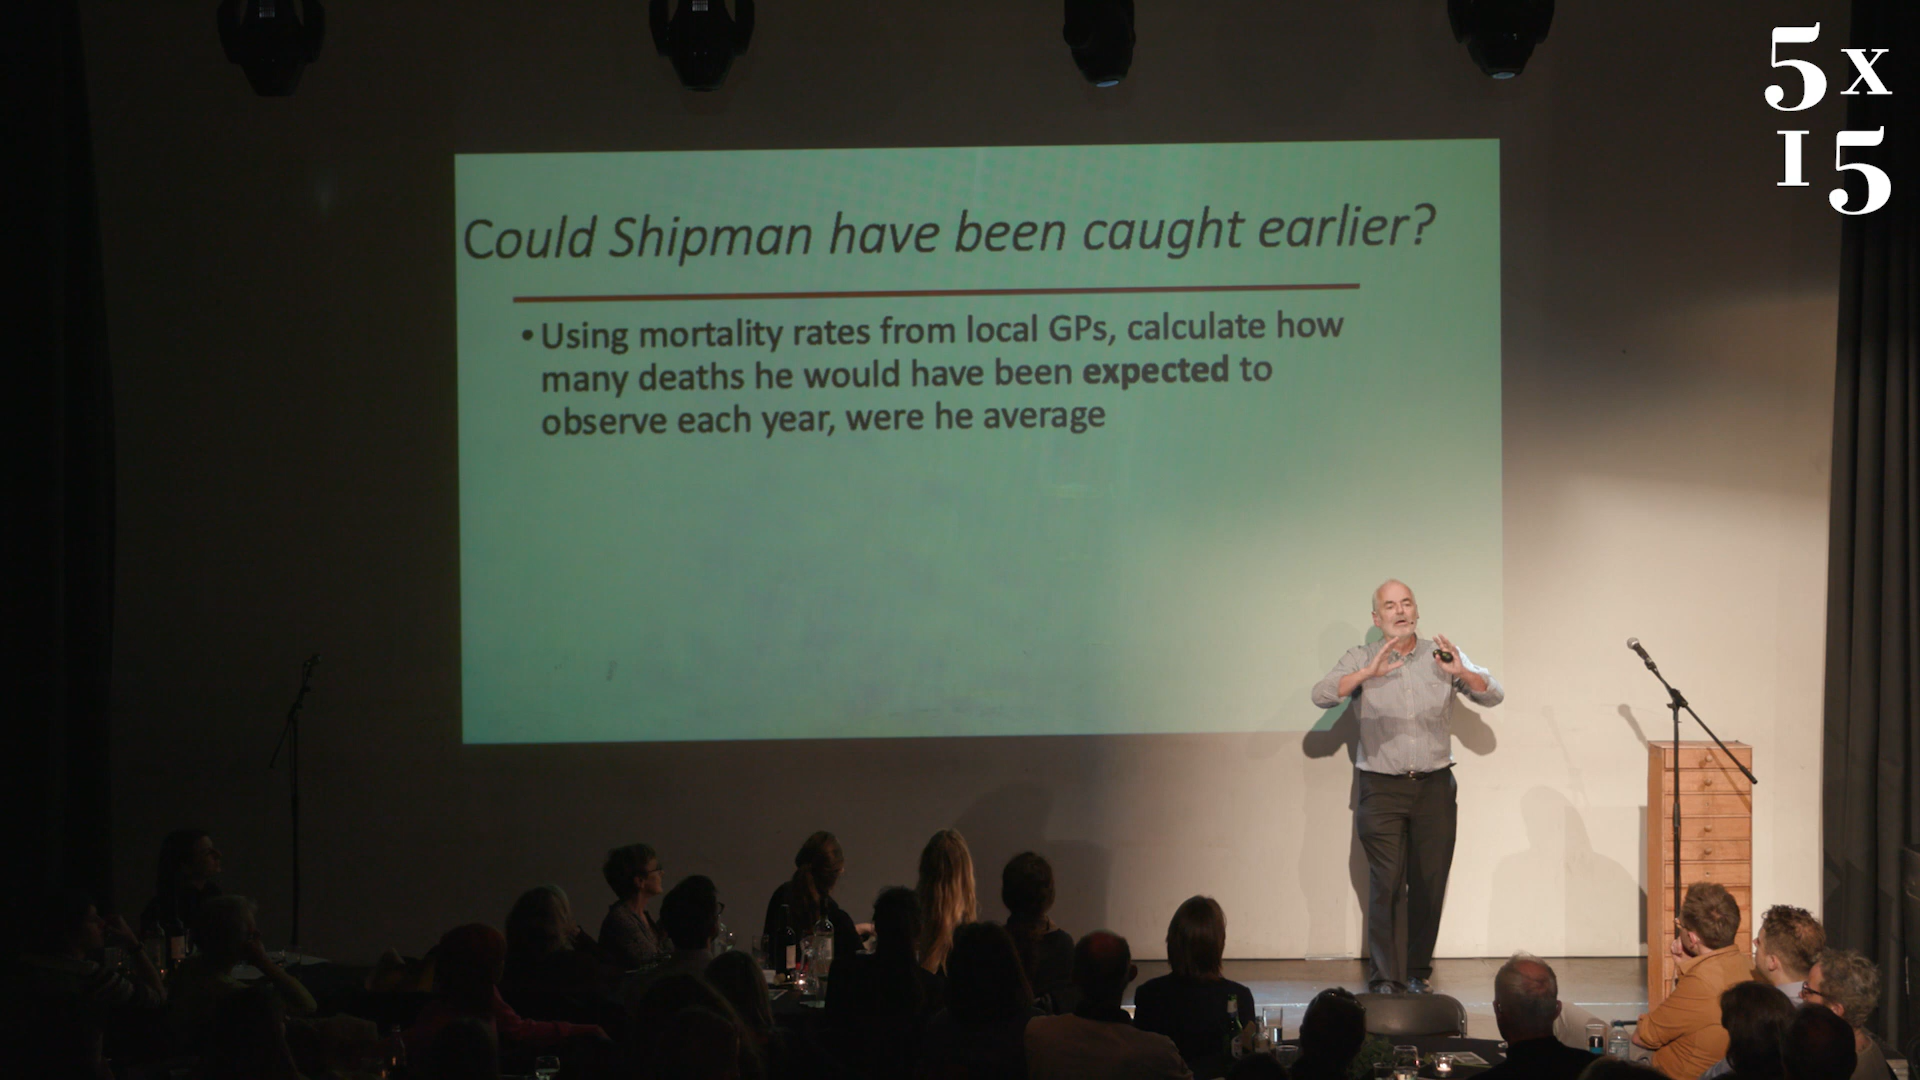 5x
15
Could Shipman have been caught earlier?
• Using mortality rates from local GPs, calculate how
many deaths he would have been expected to
observe each year, were he average